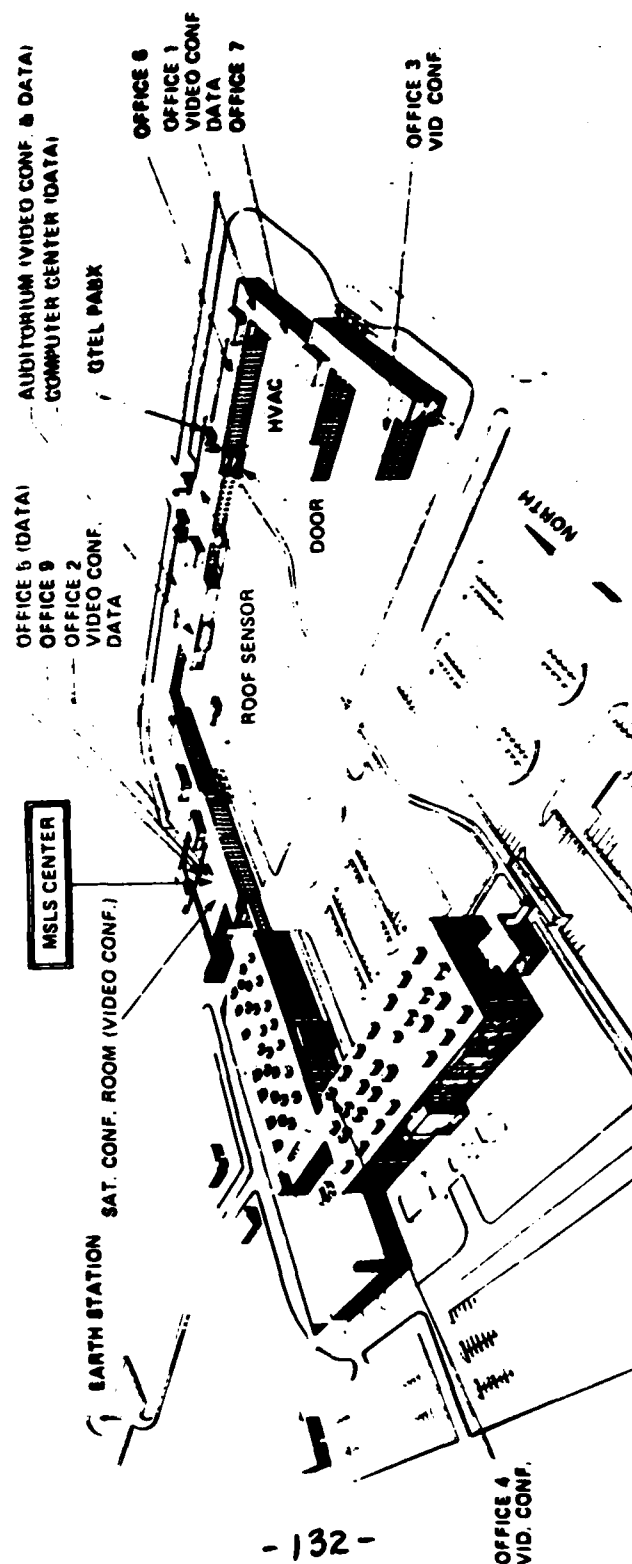 EARTH STATION
SAT. CONF. ROOM (VIDEO CONF.)
MSLS CENTER
OFFICE 5 (DATA)
OFFICE 9
OFFICE 2
VIDEO CONF.
DATA
AUDITORIUM (VIDEO CONF. & DATA)
COMPUTER CENTER (DATA)
GTEL PABX
OFFICE 6
OFFICE 1
VIDEO CONF
DATA
OFFICE 7
ROOF SENSOR
HVAC
DOOR
OFFICE 3
VID CONF.
NORTH
OFFICE 4
VID. CONF.
-132-